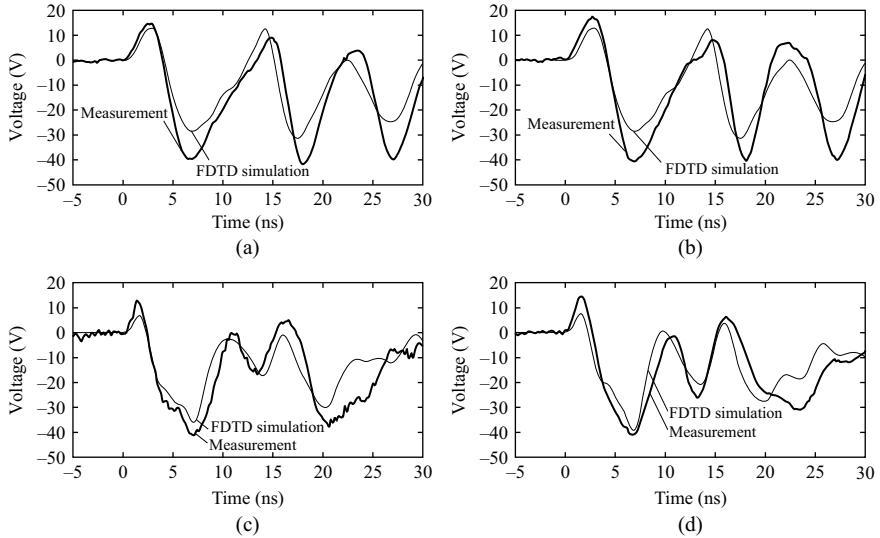 20
10
0
–10
–20
–30
–40
–50
Voltage (V)
Measurement
FDTD simulation
–5 0 5 10 15 20 25 30
Time (ns)
(a)
20
10
0
–10
–20
–30
–40
–50
Voltage (V)
Measurement
FDTD simulation
–5 0 5 10 15 20 25 30
Time (ns)
(b)
20
10
0
–10
–20
–30
–40
–50
Voltage (V)
FDTD simulation
Measurement
–5 0 5 10 15 20 25 30
Time (ns)
(c)
20
10
0
–10
–20
–30
–40
–50
Voltage (V)
FDTD simulation
Measurement
–5 0 5 10 15 20 25 30
Time (ns)
(d)